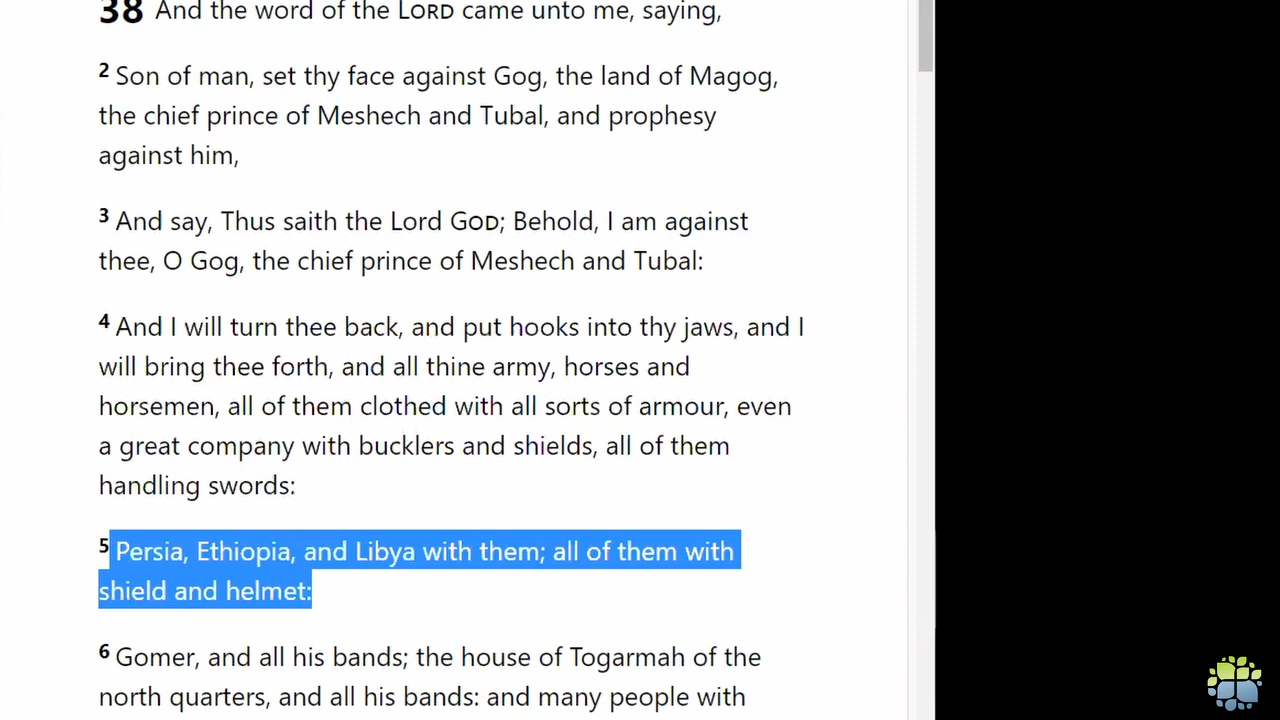 38 And the word of the LORD came unto me, saying,
2 Son of man, set thy face against Gog, the land of Magog,
the chief prince of Meshech and Tubal, and prophesy
against him,
3 And say, Thus saith the Lord GOD; Behold, I am against
thee, O Gog, the chief prince of Meshech and Tubal:
4 And I will turn thee back, and put hooks into thy jaws, and I
will bring thee forth, and all thine army, horses and
horsemen, all of them clothed with all sorts of armour, even
a great company with bucklers and shields, all of them
handling swords:
5 Persia, Ethiopia, and Libya with them; all of them with
shield and helmet:
6 Gomer, and all his bands; the house of Togarmah of the
north quarters, and all his bands: and many people with